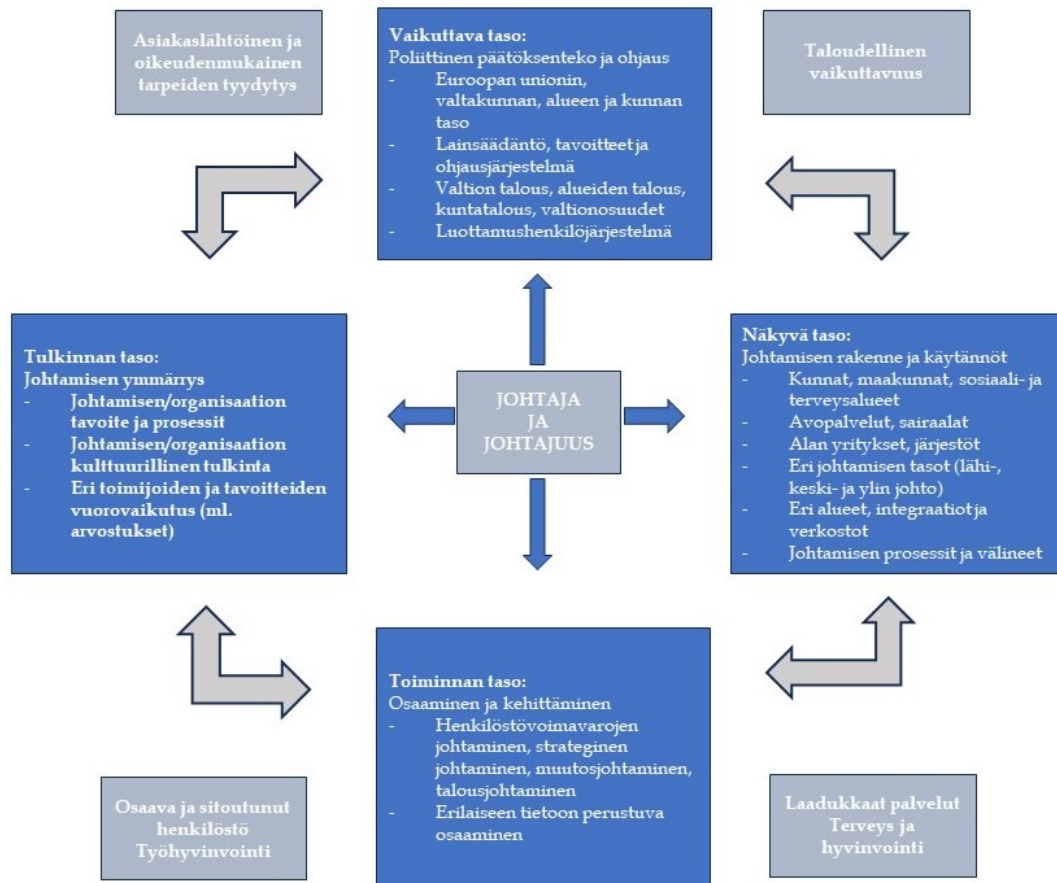 Asiakaslähtöinen ja
oikeudenmukainen
tarpeiden tyydytys
Vaikuttava taso:
Poliittinen päätöksenteko ja ohjaus
- Euroopan unionin,
valtakunnan, alueen ja kunnan
taso
- Lainsäädäntö, tavoitteet ja
ohjausjärjestelmä
- Valtion talous, alueiden talous,
kuntatalous, valtionosuudet
- Luottamushenkilöjärjestelmä
Taloudellinen
vaikuttavuus
Tulkinnan taso:
Johtamisen ymmärrys
- Johtamisen/organisaation
tavoite ja prosessit
- Johtamisen/organisaation
kulttuurillinen tulkinta
- Eri toimijoiden ja tavoitteiden
vuorovaikutus (ml.
arvostukset)
JOHTAJA
JA
JOHTAJUUS
Näkyvä taso:
Johtamisen rakenne ja käytännöt
- Kunnat, maakunnat, sosiaali- ja
terveysalueet
- Avopalvelut, sairaalat
- Alan yritykset, järjestöt
- Eri johtamisen tasot (lähi-,
keski- ja ylin johto)
- Eri alueet, integraatiot ja
verkostot
- Johtamisen prosessit ja välineet
Osaava ja sitoutunut
henkilöstö
Työhyvinvointi
Toiminnan taso:
Osaaminen ja kehittäminen
- Henkilöstövoimavarojen
johtaminen, strateginen
johtaminen, muutosjohtaminen,
talousjohtaminen
- Erilaiseen tietoon perustuva
osaaminen
Laadukkaat palvelut
Terveys ja
hyvinvointi